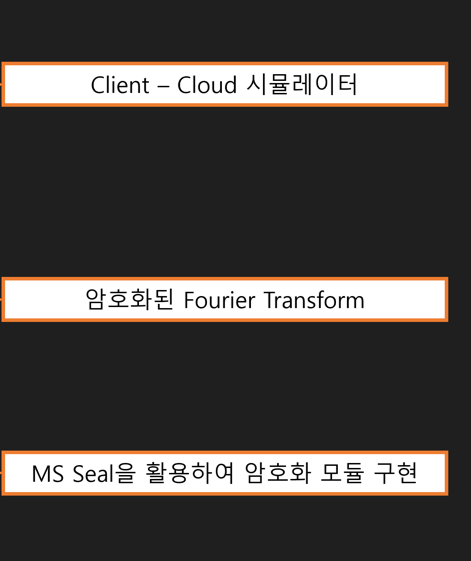 Client – Cloud 시뮬레이터
암호화된 Fourier Transform
MS Seal을 활용하여 암호화 모듈 구현